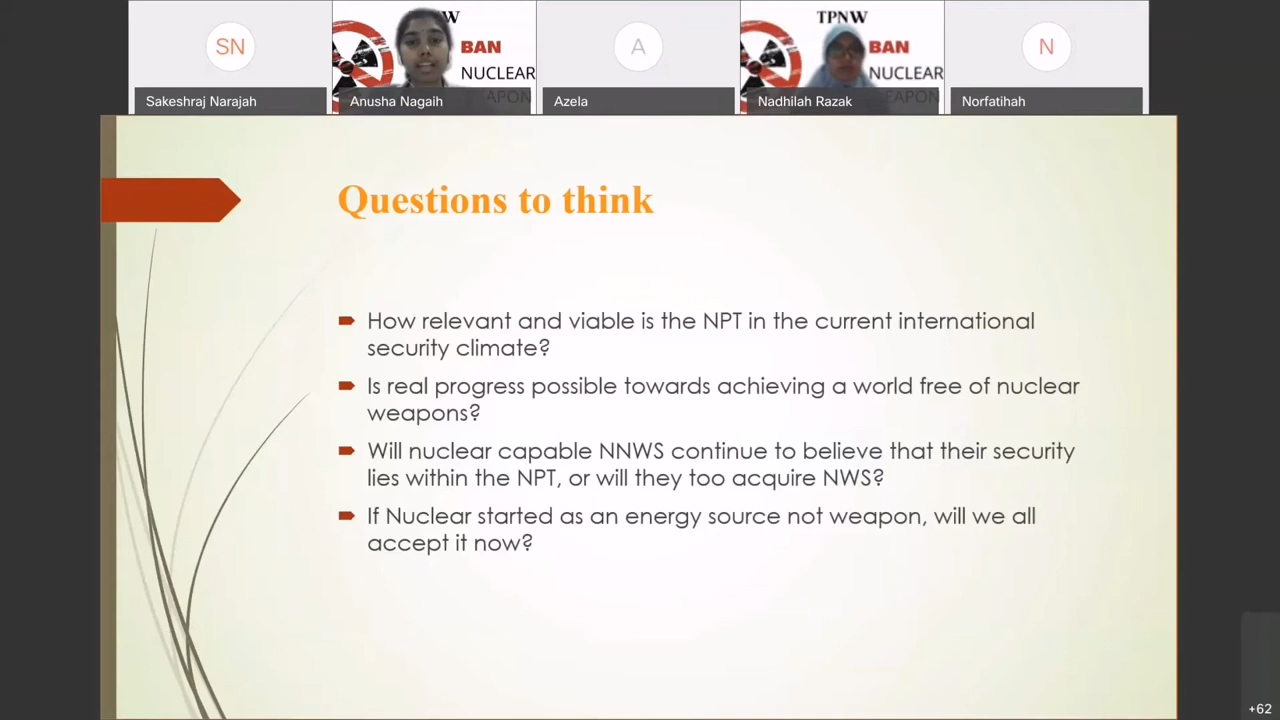 SN
Sakeshraj Narajah
W
BAN
NUCLEAR
APON
Anusha Nagaih
A
Azela
TPNW
BAN
NUCLEAR
EAPON
Nadhilah Razak
N
Norfatihah
Questions to think
How relevant and viable is the NPT in the current international
security climate?
Is real progress possible towards achieving a world free of nuclear
weapons?
Will nuclear capable NNWS continue to believe that their security
lies within the NPT, or will they too acquire NWS?
If Nuclear started as an energy source not weapon, will we all
accept it now?
+62